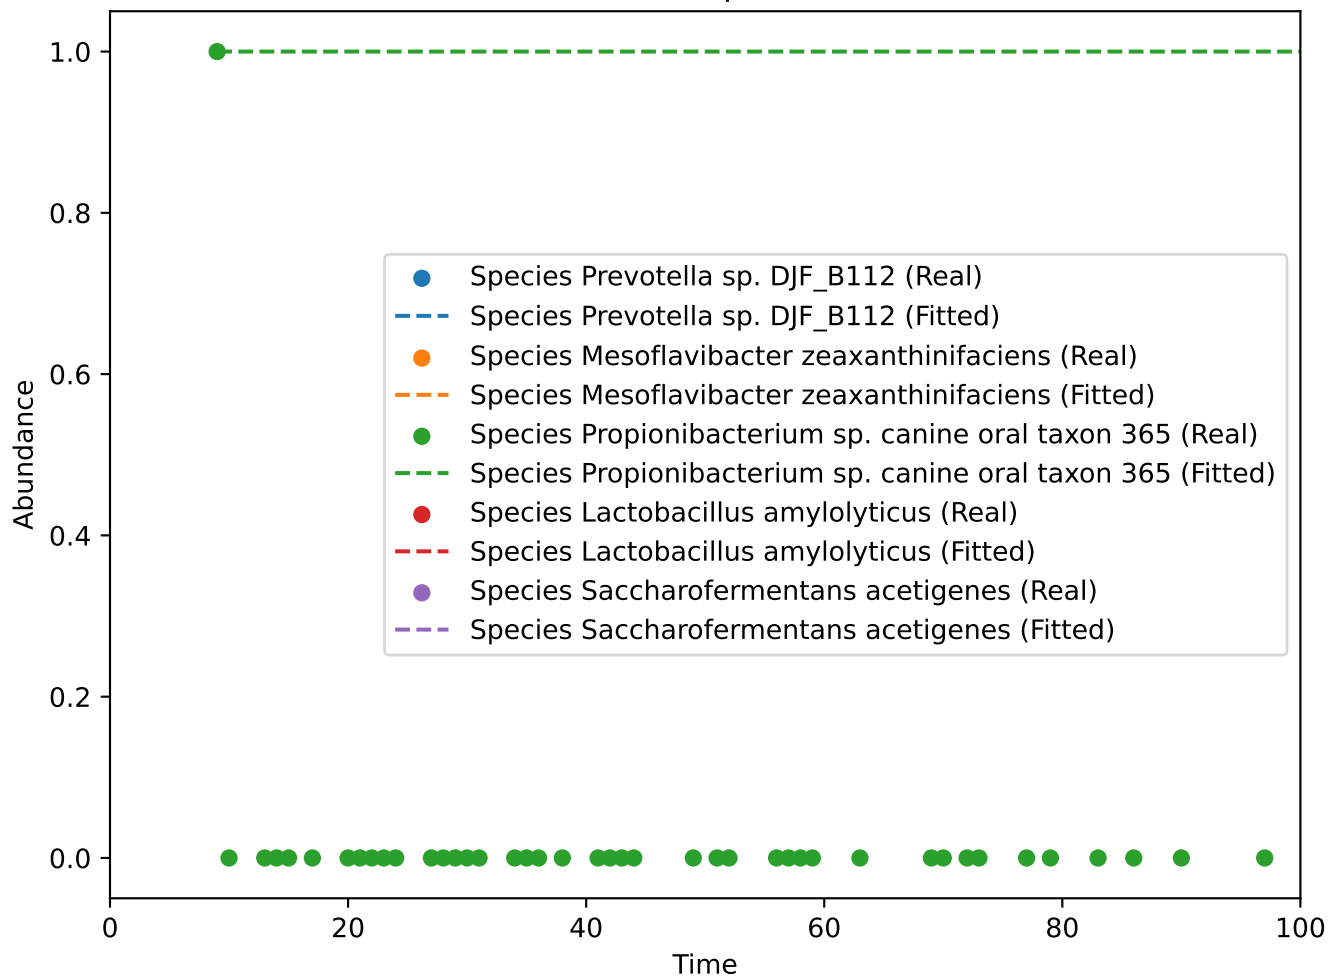 1.0
0.8
0.6
0.4
0.2
0.0
Abundance
Species Prevotella sp. DJF_B112 (Real)
Species Prevotella sp. DJF_B112 (Fitted)
Species Mesoflavibacter zeaxanthinifaciens (Real)
Species Mesoflavibacter zeaxanthinifaciens (Fitted)
Species Propionibacterium sp. canine oral taxon 365 (Real)
Species Propionibacterium sp. canine oral taxon 365 (Fitted)
Species Lactobacillus amylolyticus (Real)
Species Lactobacillus amylolyticus (Fitted)
Species Saccharofermentans acetigenes (Real)
Species Saccharofermentans acetigenes (Fitted)
0 20 40 60 80 100
Time